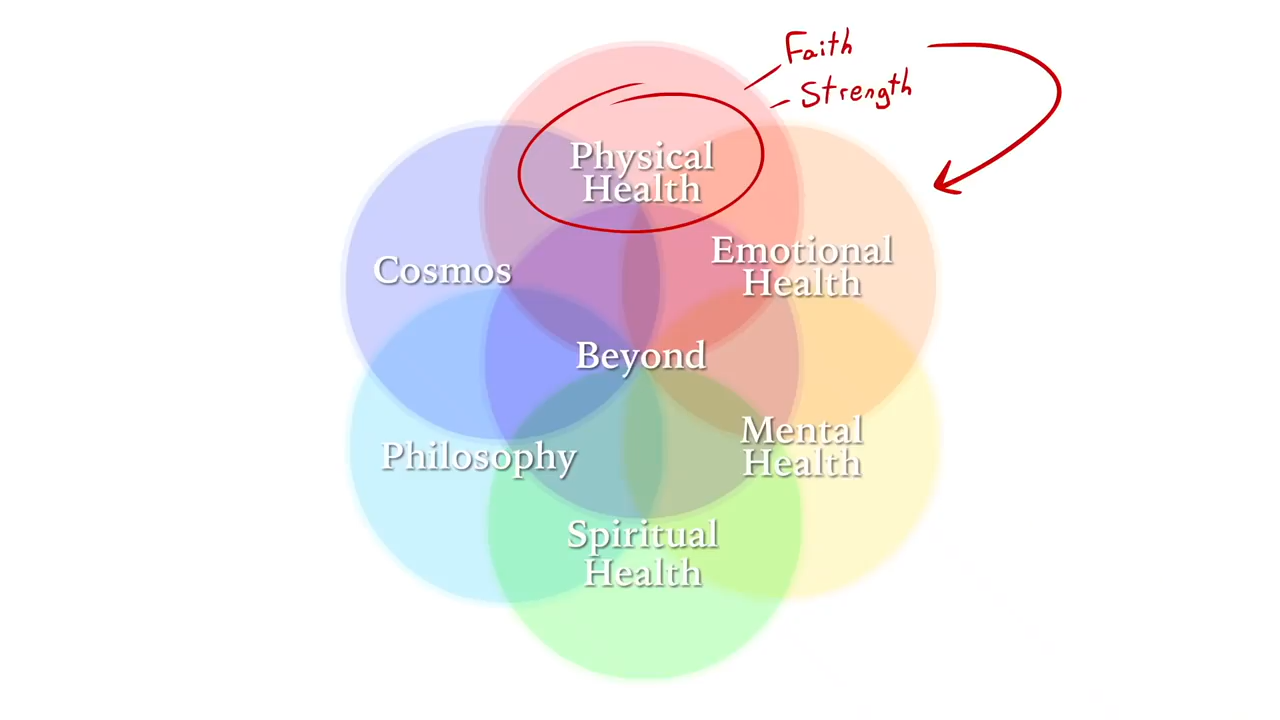 Faith
Strength
Physical
Health
Cosmos
Emotional
Health
Beyond
Philosophy
Mental
Health
Spiritual
Health